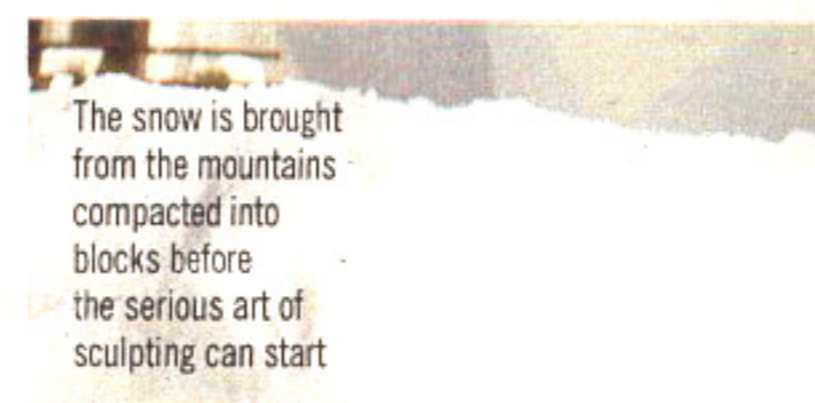 The snow is brought
from the mountains
compacted into
blocks before
the serious art of
sculpting can start